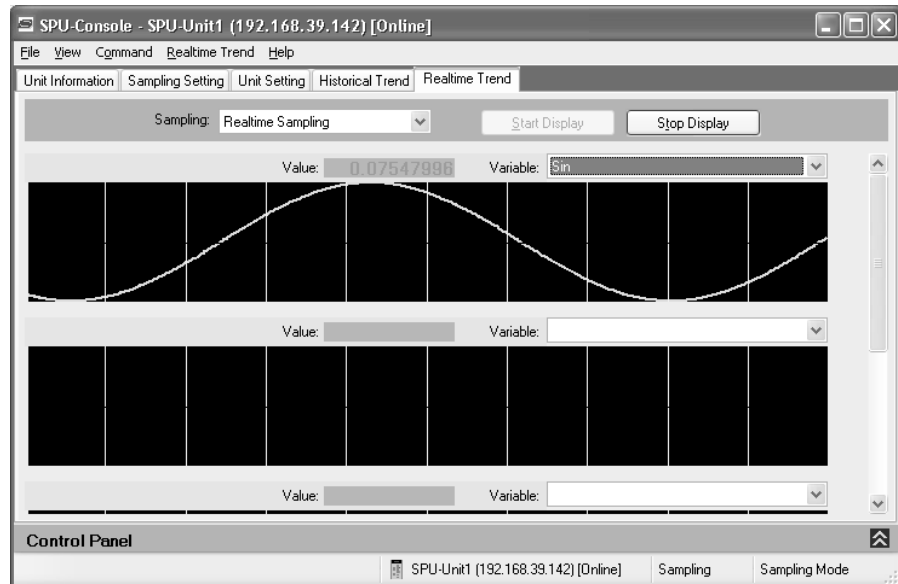 SPU-Console - SPU-Unit1 (192.168.39.142) [Online]
File View Command Realtime Trend Help
Unit Information Sampling Setting Unit Setting Historical Trend Realtime Trend
Sampling: Realtime Sampling Start Display Stop Display
Value: 0.07547996 Variable: Sin
Value: Variable:
Value: Variable:
Control Panel
SPU-Unit1 (192.168.39.142) [Online] Sampling Sampling Mode